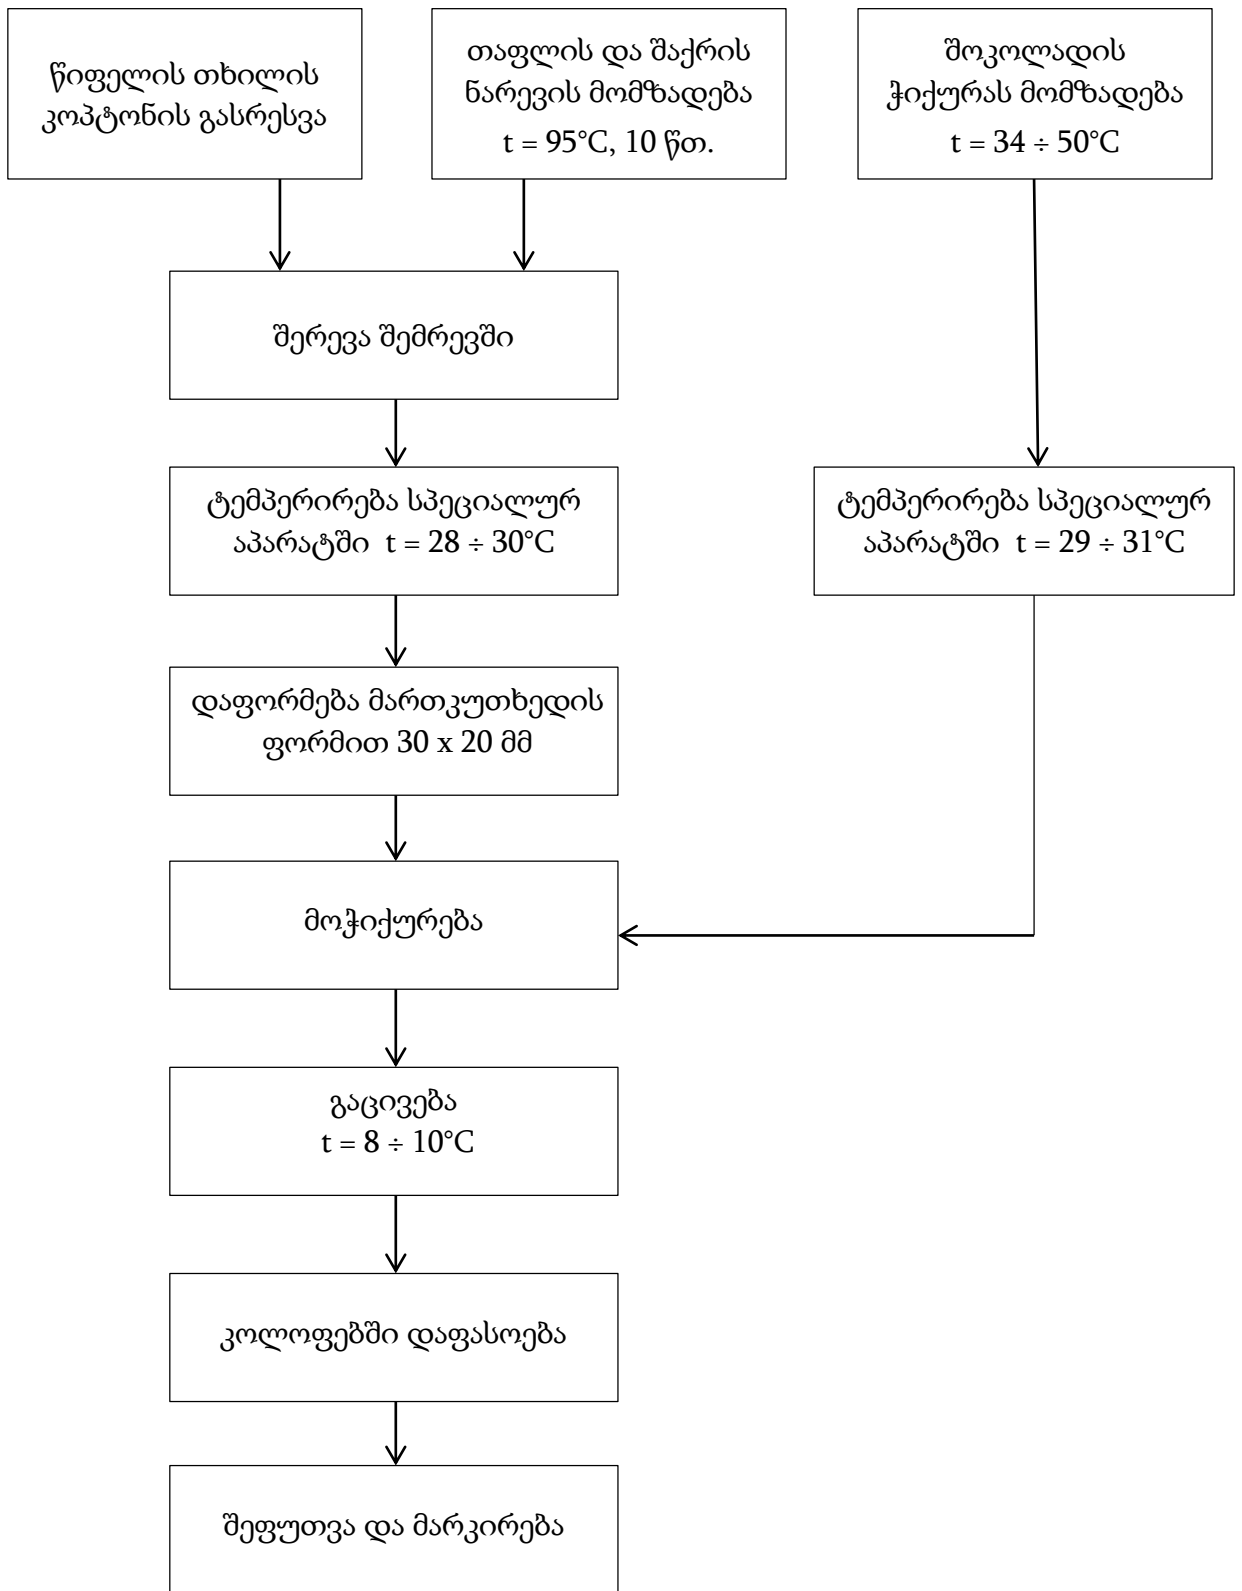 წიფელის თხილის
კოპტონის გასრესვა
თაფლის და შაქრის
ნარევის მომზადება
t = 95°C, 10 წთ.
შოკოლადის
ჭიქურას მომზადება
t = 34 ÷ 50°C
შერევა შემრევში
ტემპერირება სპეციალურ
აპარატში t = 28 ÷ 30°C
ტემპერირება სპეციალურ
აპარატში t = 29 ÷ 31°C
დაფორმება მართკუთხედის
ფორმით 30 x 20 მმ
მოჭიქურება
გაცივება
t = 8 ÷ 10°C
კოლოფებში დაფასოება
შეფუთვა და მარკირება